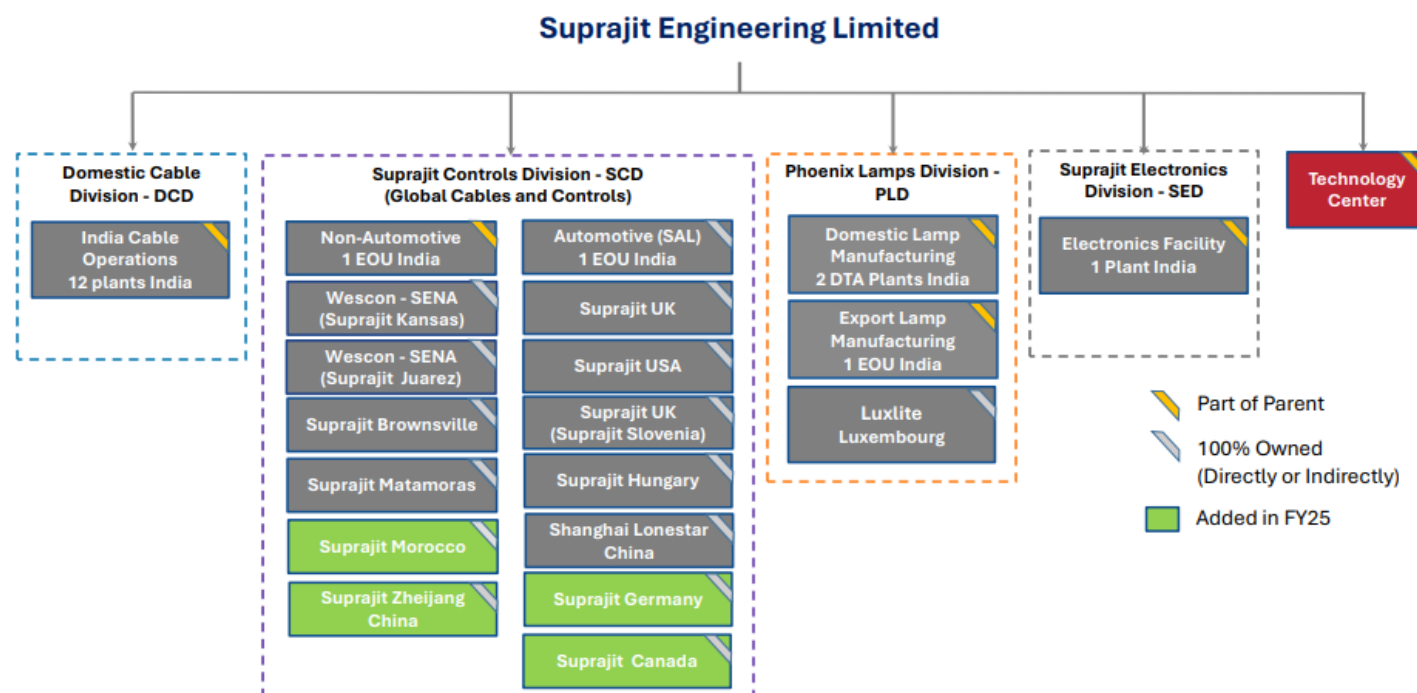 Suprajit Engineering Limited
Domestic Cable
Division - DCD
India Cable
Operations
12 plants India
Suprajit Controls Division - SCD
(Global Cables and Controls)
Non-Automotive
1 EOU India
Wescon - SENA
(Suprajit Kansas)
Wescon - SENA
(Suprajit Juarez)
Suprajit Brownsville
Suprajit Matamoras
Suprajit Morocco
Suprajit Zheijang
China
Automotive (SAL)
1 EOU India
Suprajit UK
Suprajit USA
Suprajit UK
(Suprajit Slovenia)
Suprajit Hungary
Shanghai Lonestar
China
Suprajit Germany
Suprajit Canada
Phoenix Lamps Division -
PLD
Domestic Lamp
Manufacturing
2 DTA Plants India
Export Lamp
Manufacturing
1 EOU India
Luxlite
Luxembourg
Suprajit Electronics
Division - SED
Electronics Facility
1 Plant India
Technology
Center
Part of Parent
100% Owned
(Directly or Indirectly)
Added in FY25